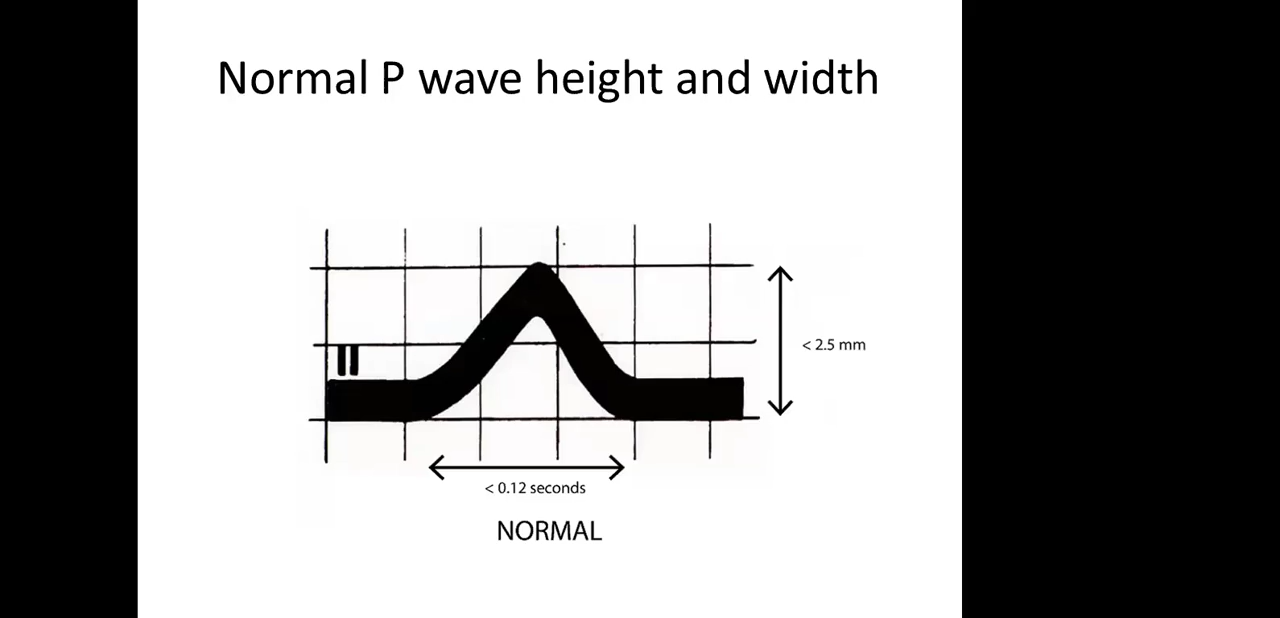 Normal P wave height and width
II
< 2.5 mm
< 0.12 seconds
NORMAL